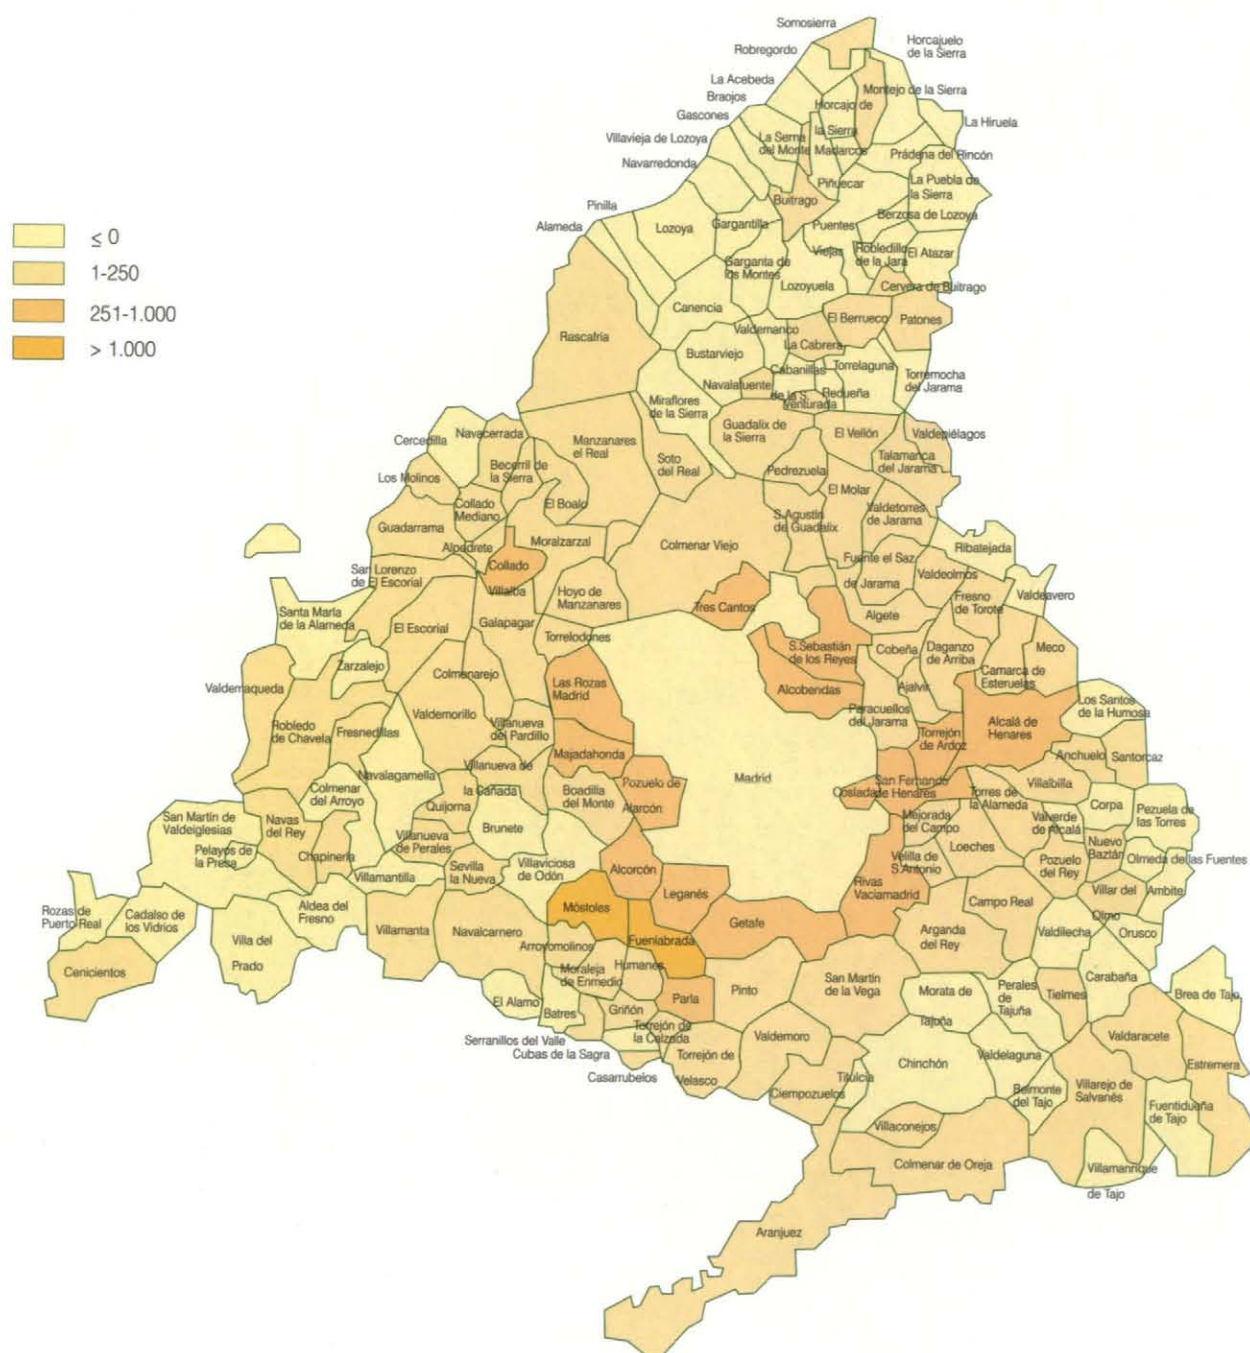 Somosierra
Horcajuelo
de la Sierra
Robregordo
La Acebeda
Montejo de la Sierra
Braojos
Horcajo de
la Sierra
Gascones
La Hiruela
Villavieja de Lozoya
La Serna
del Monte
Madarcos
Prádena del Rincón
Navarredonda
Piñuecar
La Puebla de
la Sierra
Buitrago
Pinilla
Berzosa de Lozoya
Alameda
Lozoya
Gargantilla
Puentes
Viejas
Robledillo
de la Jara
El Atazar
≤ 0
1-250
251-1.000
> 1.000
Garganta de
los Montes
Lozoyuela
Cervera de Buitrago
Canencia
El Berrueco
Patones
Rascafría
Valdemanco
La Cabrera
Bustarviejo
Cabanillas
de la S.
Torrelaguna
Torremocha
del Jarama
Navalafuente
Redueña
Venturada
Miraflores
de la Sierra
Guadalix de
la Sierra
El Vellón
Valdepiélagos
Cercedilla
Navacerrada
Manzanares
el Real
Talamanca
del Jarama
Los Molinos
Becerril de
la Sierra
Soto
del Real
Pedrezuela
El Molar
Collado
Mediano
El Boalo
Valdetorres
de Jarama
Guadarrama
S. Agustín
de Guadalix
Alpedrete
Moralzarzal
Colmenar Viejo
Ribatejada
Collado
Villalba
Fuente el Saz
de Jarama
San Lorenzo
de El Escorial
Valdeolmos
Hoyo de
Manzanares
Fresno
de Torote
Valdeavero
Santa María
de la Alameda
Tres Cantos
Algete
El Escorial
Galapagar
Torrelodones
S.Sebastián
de los Reyes
Cobeña
Daganzo
de Arriba
Meco
Zarzalejo
Colmenarejo
Camarca de
Esteruelas
Valdemaqueda
Las Rozas
Madrid
Alcobendas
Ajalvir
Los Santos
de la Humosa
Valdemorillo
Paracuellos
del Jarama
Robledo
de Chavela
Fresnedillas
Villanueva
del Pardillo
Torrejón
de Ardoz
Alcalá de
Henares
Majadahonda
Anchuelo
Santorcaz
Navalagamella
Villanueva de
la Cañada
Madrid
San Fernando
de Henares
Coslada
Villalbilla
Colmenar
del Arroyo
Pozuelo de
Alarcón
Torres de
la Alameda
Boadilla
del Monte
Corpa
Pezuela de
las Torres
San Martín de
Valdeiglesias
Navas
del Rey
Quijorna
Mejorada
del Campo
Valverde
de Alcalá
Brunete
Villanueva
de Perales
Loeches
Nuevo
Baztán
Pelayos de
la Presa
Chapinería
Velilla de
S.Antonio
Olmeda de las Fuentes
Villamantilla
Sevilla
la Nueva
Villaviciosa
de Odón
Alcorcón
Pozuelo
del Rey
Leganés
Rivas
Vaciamadrid
Villar del
Olmo
Ambite
Rozas de
Puerto Real
Cadalso de
los Vidrios
Aldea del
Fresno
Móstoles
Campo Real
Getafe
Villamanta
Navalcarnero
Arganda
del Rey
Valdilecha
Orusco
Villa del
Prado
Arroyomolinos
Fuenlabrada
Cenicientos
Moraleja
de Enmedio
Humanes
San Martín
de la Vega
Carabaña
El Alamo
Parla
Pinto
Morata de
Tajuña
Perales
de
Tajuña
Tielmes
Brea de Tajo
Batres
Griñón
Serranillos del Valle
Torrejón de
la Calzada
Valdemoro
Valdaracete
Cubas de la Sagra
Torrejón de
Velasco
Chinchón
Valdelaguna
Estremera
Casarrubelos
Titulcia
Ciempozuelos
Belmonte
del Tajo
Villarejo de
Salvanés
Fuentidueña
de Tajo
Villaconejos
Colmenar de Oreja
Villamanrique
de Tajo
Aranjuez